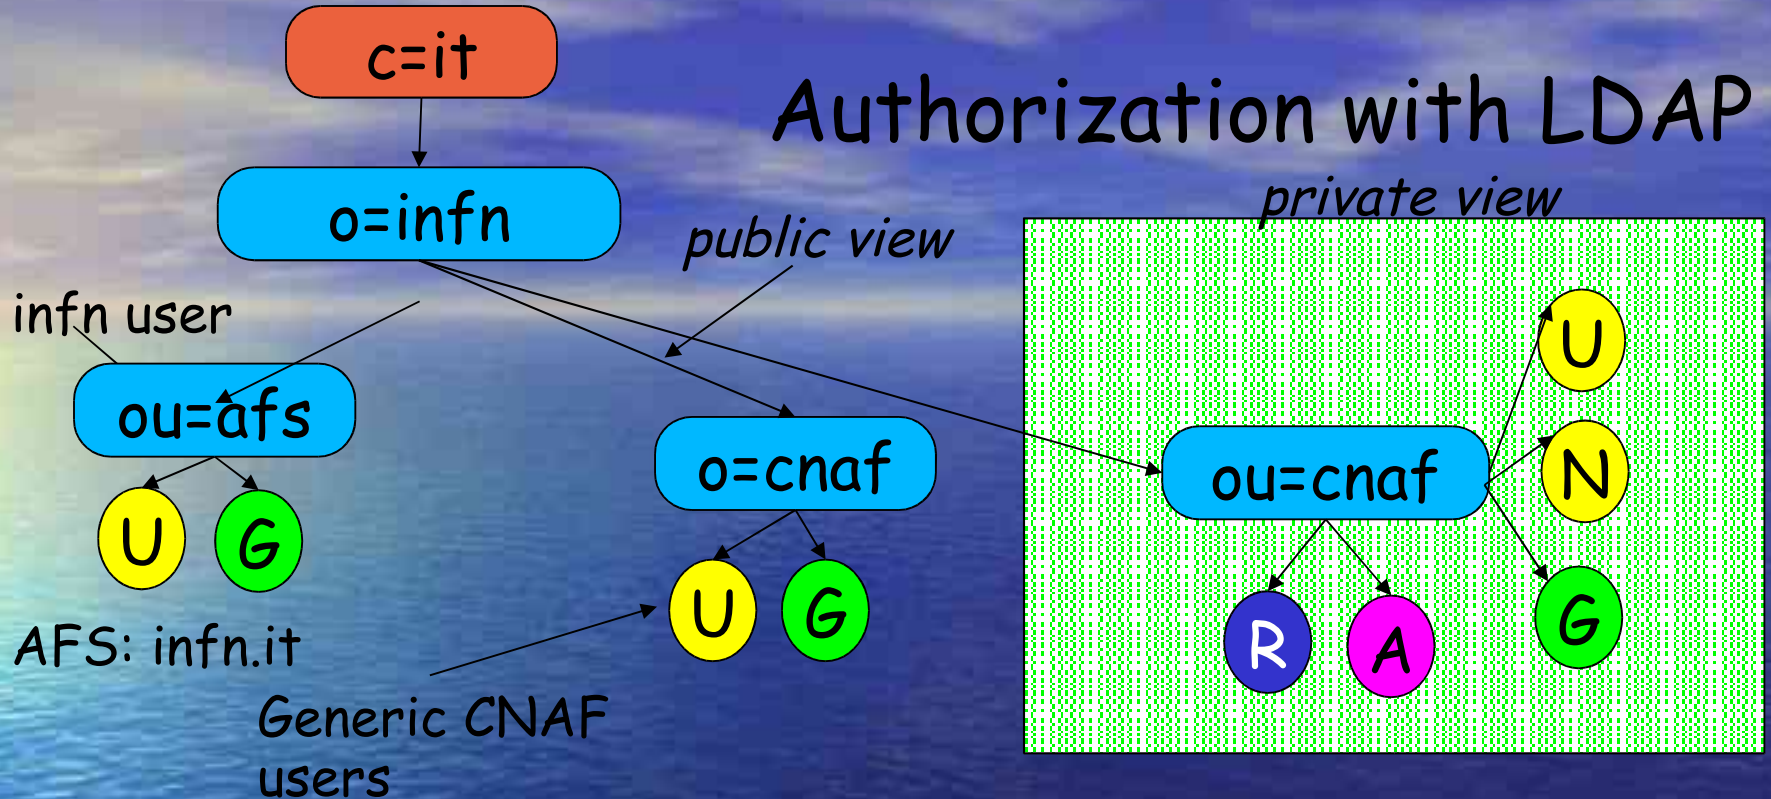 c=it
Authorization with LDAP
private view
o=infn
public view
infn user
U
ou=afs
o=cnaf
ou=cnaf
N
U
G
U
G
R
A
G
AFS: infn.it
Generic CNAF
users